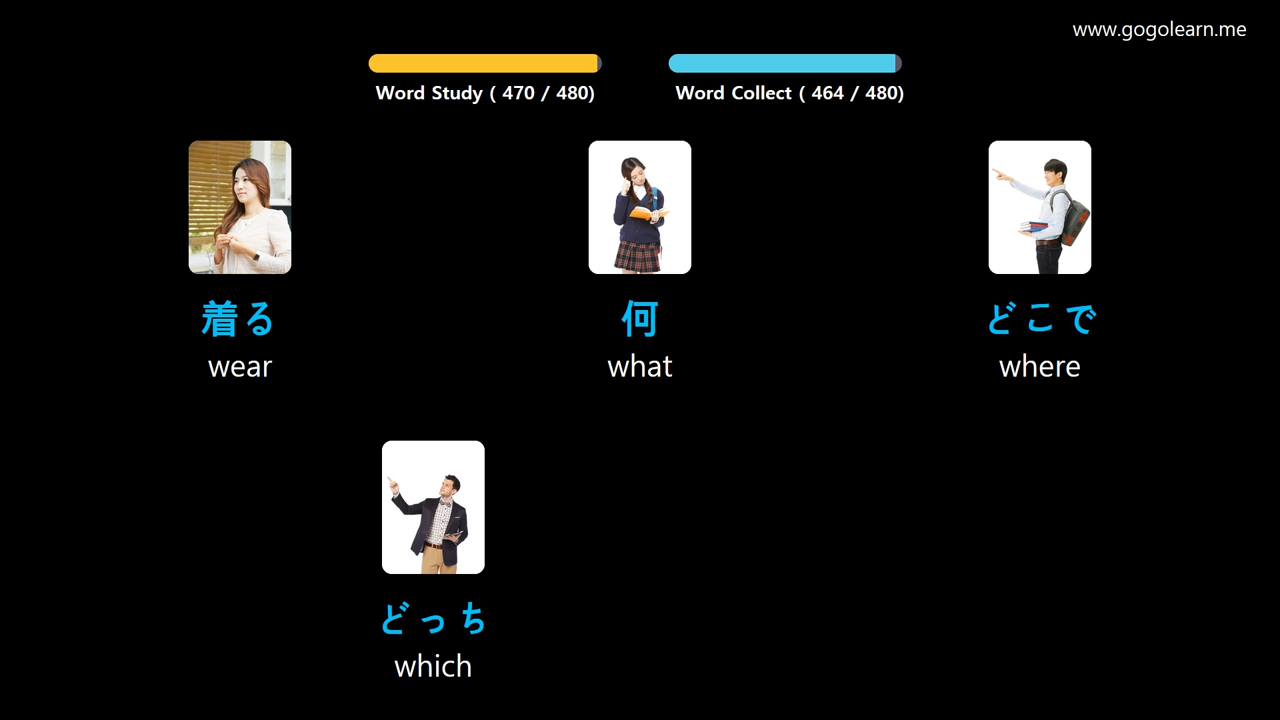 www.gogolearn.me
Word Study ( 470 / 480)
Word Collect ( 464 / 480)
着る
wear
何
what
どこで
where
どっち
which